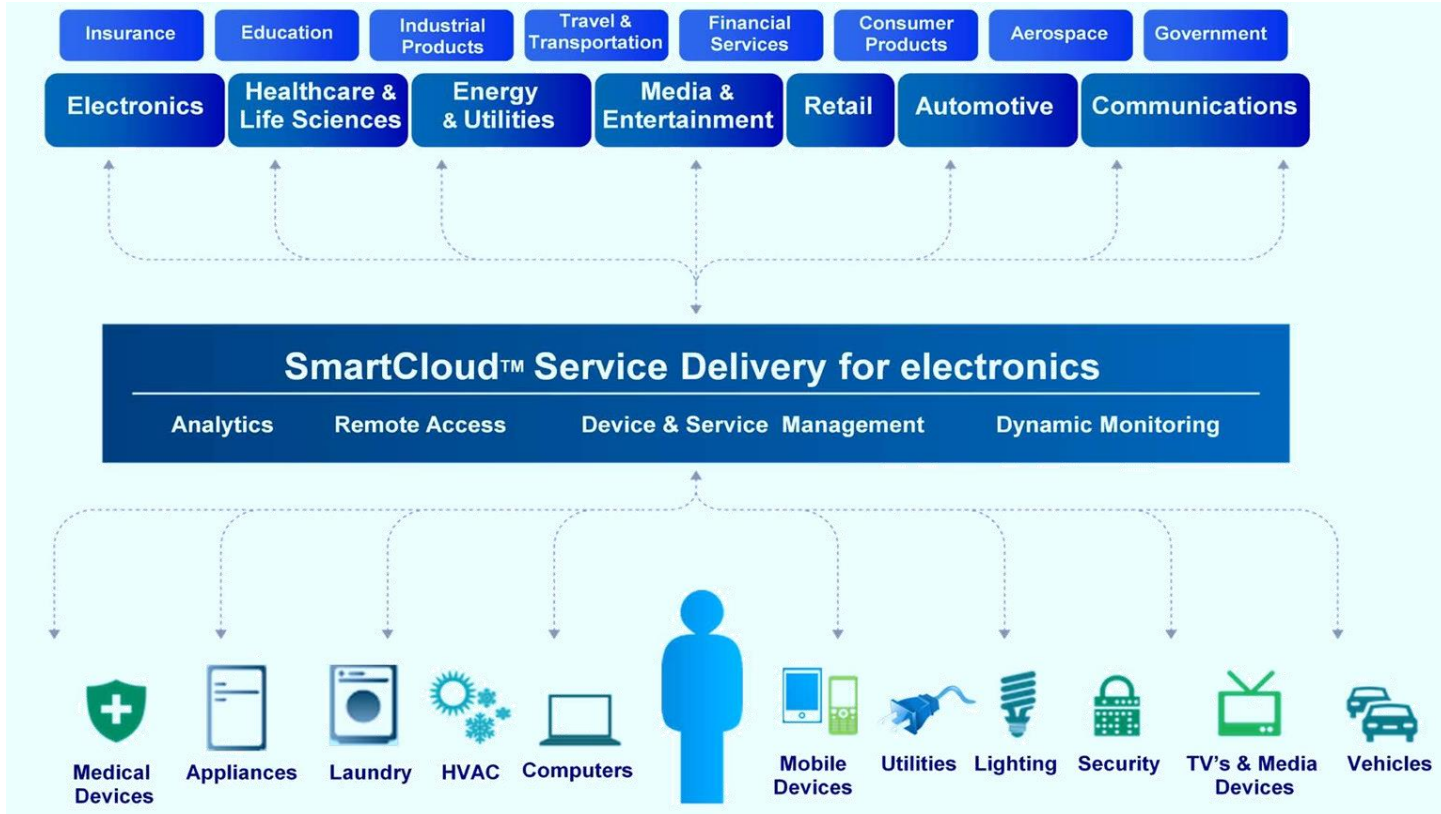 Insurance
Education
Industrial
Products
Travel &
Transportation
Financial
Services
Consumer
Products
Aerospace
Government
Electronics
Healthcare &
Life Sciences
Energy
& Utilities
Media &
Entertainment
Retail
Automotive
Communications
SmartCloud™ Service Delivery for electronics
Analytics Remote Access Device & Service Management Dynamic Monitoring
Medical
Devices
Appliances
Laundry
HVAC
Computers
Mobile
Devices
Utilities
Lighting
Security
TV's & Media
Devices
Vehicles